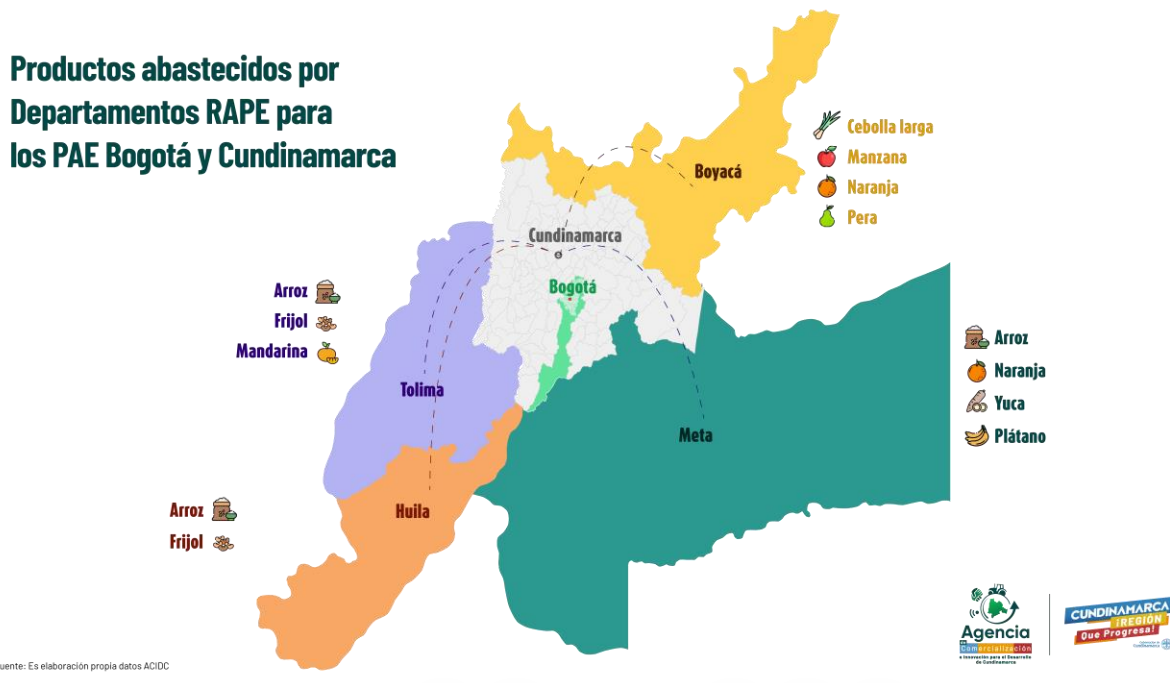 Productos abastecidos por
Departamentos RAPE para
los PAE Bogotá y Cundinamarca
Cebolla larga
Manzana
Naranja
Pera
Boyacá
Cundinamarca
Bogotá
Arroz
Frijol
Mandarina
Tolima
Arroz
Naranja
Yuca
Plátano
Meta
Arroz
Frijol
Huila
Agencia
de Comercialización
e Innovación para el Desarrollo
de Cundinamarca
CUNDINAMARCA
¡REGIÓN
Que Progresa!
uente: Es elaboración propia datos ACIDC